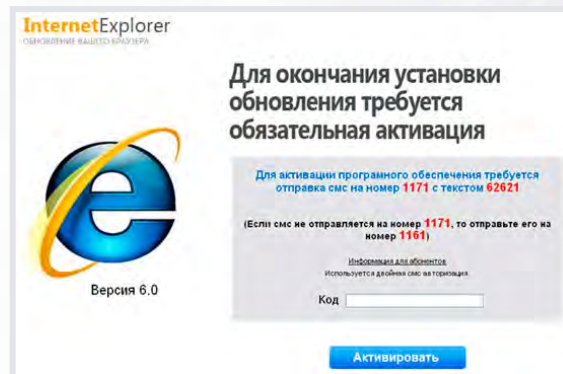 InternetExplorer
ОБНОВЛЕНИЕ ВАШЕГО БРАУЗЕРА
Для окончания установки
обновления требуется
обязательная активация
Для активации програмного обеспечения требуется
отправка смс на номер 1171 с текстом 62621
(Если смс не отправляется на номер 1171, то отправьте его на
номер 1161)
Информация для абонентов
Используется двойная смс авторизация.
Версия 6.0
Код
Активировать